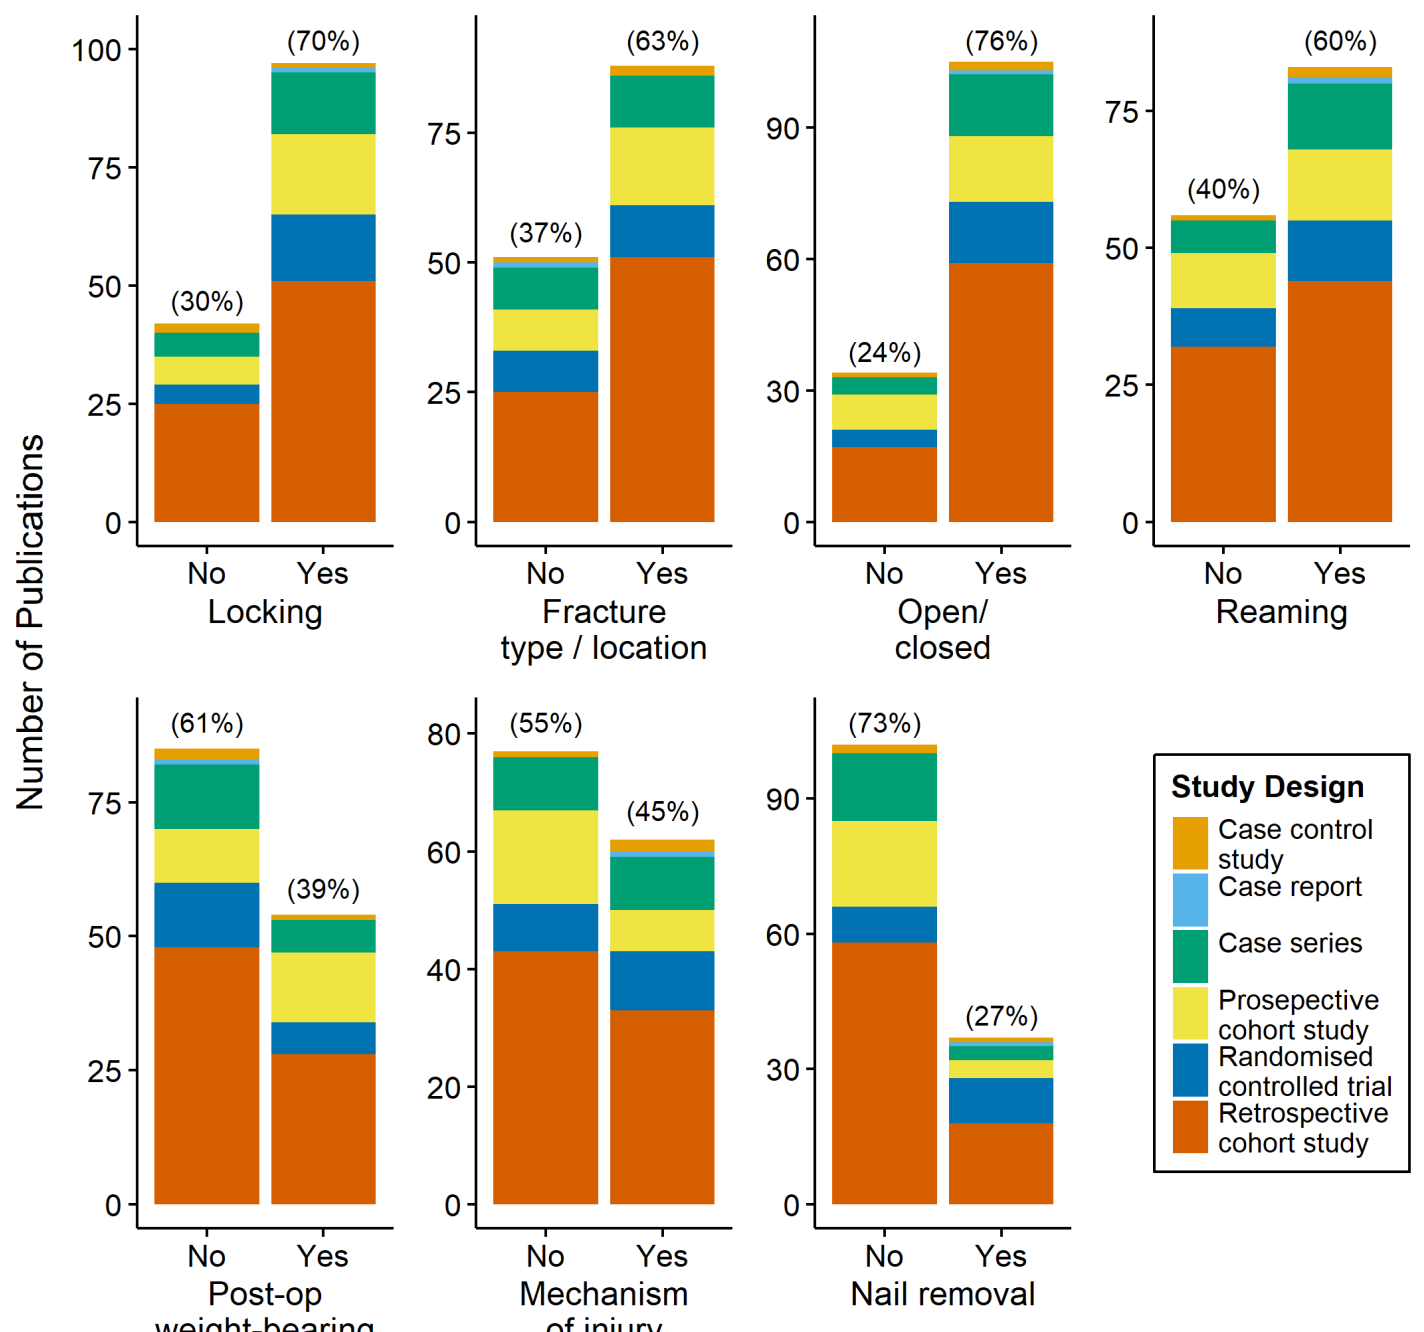 Number of Publications
100
75
50
25
0
(30%)
(70%)
No
Yes
Locking
75
50
25
0
(37%)
(63%)
No
Yes
Fracture
type / location
90
60
30
0
(24%)
(76%)
No
Yes
Open/
closed
75
50
25
0
(40%)
(60%)
No
Yes
Reaming
75
50
25
0
(61%)
(39%)
No
Yes
Post-op
weight-bearing
80
60
40
20
0
(55%)
(45%)
No
Yes
Mechanism
of injury
90
60
30
0
(73%)
(27%)
No
Yes
Nail removal
Study Design
Case control
study
Case report
Case series
Prosepective
cohort study
Randomised
controlled trial
Retrospective
cohort study